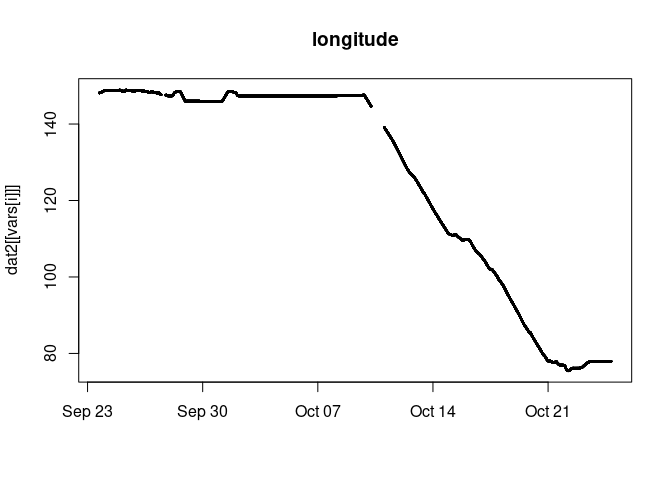 longitude
dat2[[vars[i]]]
140
120
100
80
Sep 23
Sep 30
Oct 07
Oct 14
Oct 21